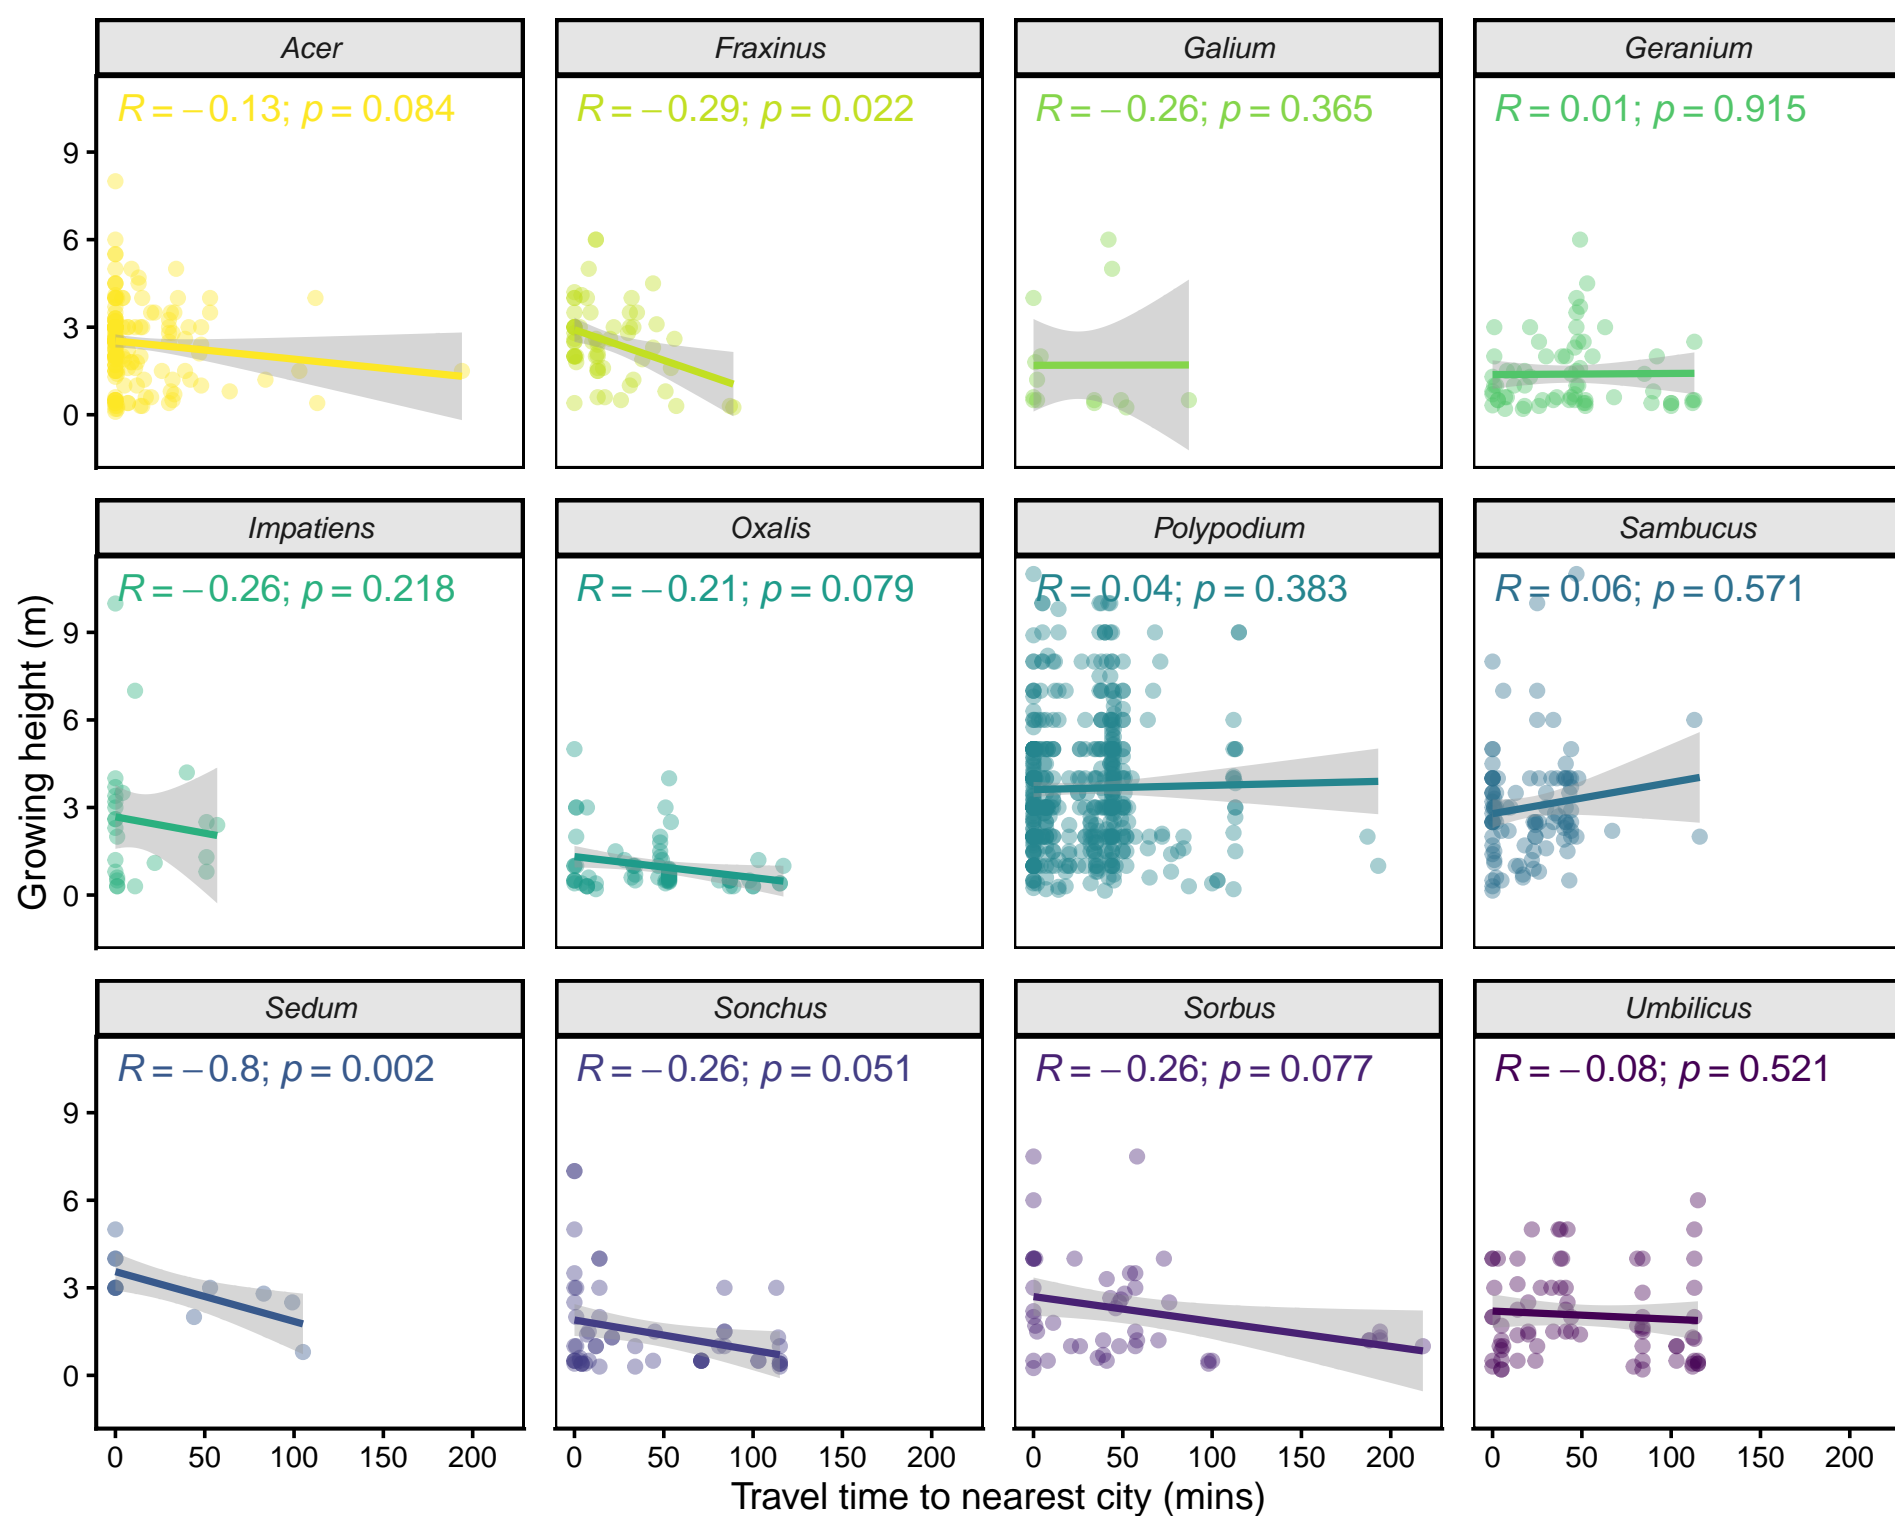 Acer Fraxinus Galium Geranium
R = −0.13; p = 0.084 R = −0.29; p = 0.022 R = −0.26; p = 0.365 R = 0.01; p = 0.915
9
6
3
0
Impatiens Oxalis Polypodium Sambucus
R = −0.26; p = 0.218 R = −0.21; p = 0.079 R = 0.04; p = 0.383 R = 0.06; p = 0.571
Growing height (m)
9
6
3
0
Sedum Sonchus Sorbus Umbilicus
R = −0.8; p = 0.002 R = −0.26; p = 0.051 R = −0.26; p = 0.077 R = −0.08; p = 0.521
9
6
3
0
0 50 100 150 200 0 50 100 150 200 0 50 100 150 200 0 50 100 150 200
Travel time to nearest city (mins)